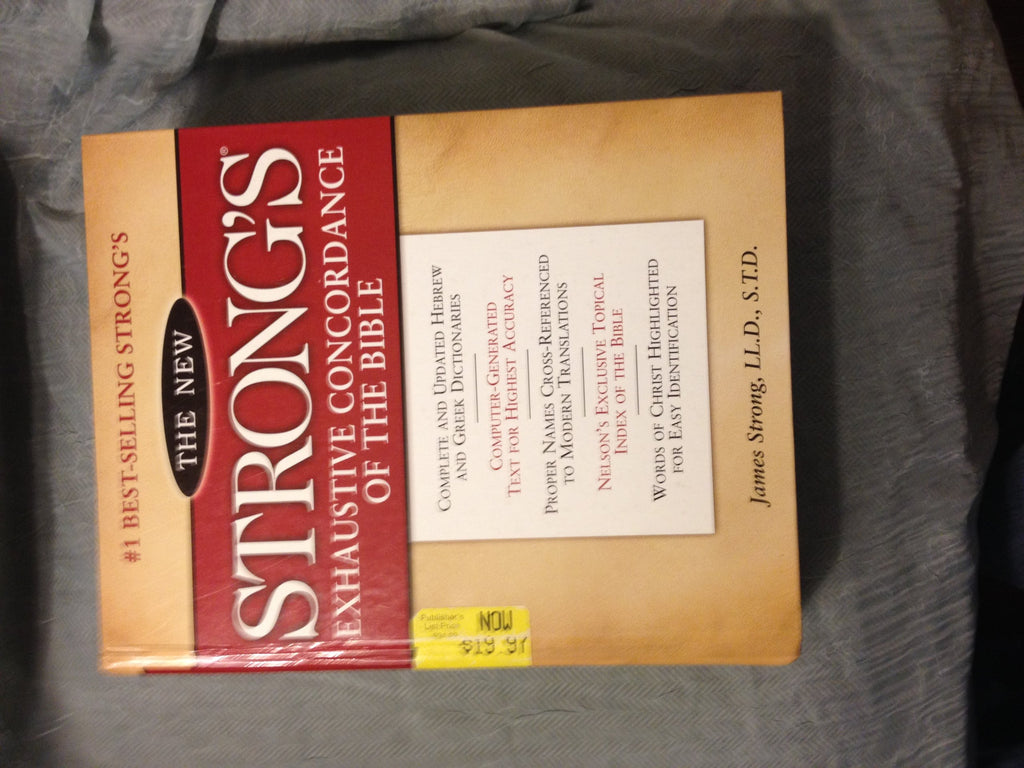 #1 BEST-SELLING STRONG'S
THE NEW
STRONG'S®
EXHAUSTIVE CONCORDANCE
OF THE BIBLE
COMPLETE AND UPDATED HEBREW
AND GREEK DICTIONARIES
COMPUTER-GENERATED
TEXT FOR HIGHEST ACCURACY
PROPER NAMES CROSS-REFERENCED
TO MODERN TRANSLATIONS
NELSON'S EXCLUSIVE TOPICAL
INDEX OF THE BIBLE
WORDS OF CHRIST HIGHLIGHTED
FOR EASY IDENTIFICATION
James Strong, LL.D., S.T.D.
Publisher's
List Price
NOW
$19.97